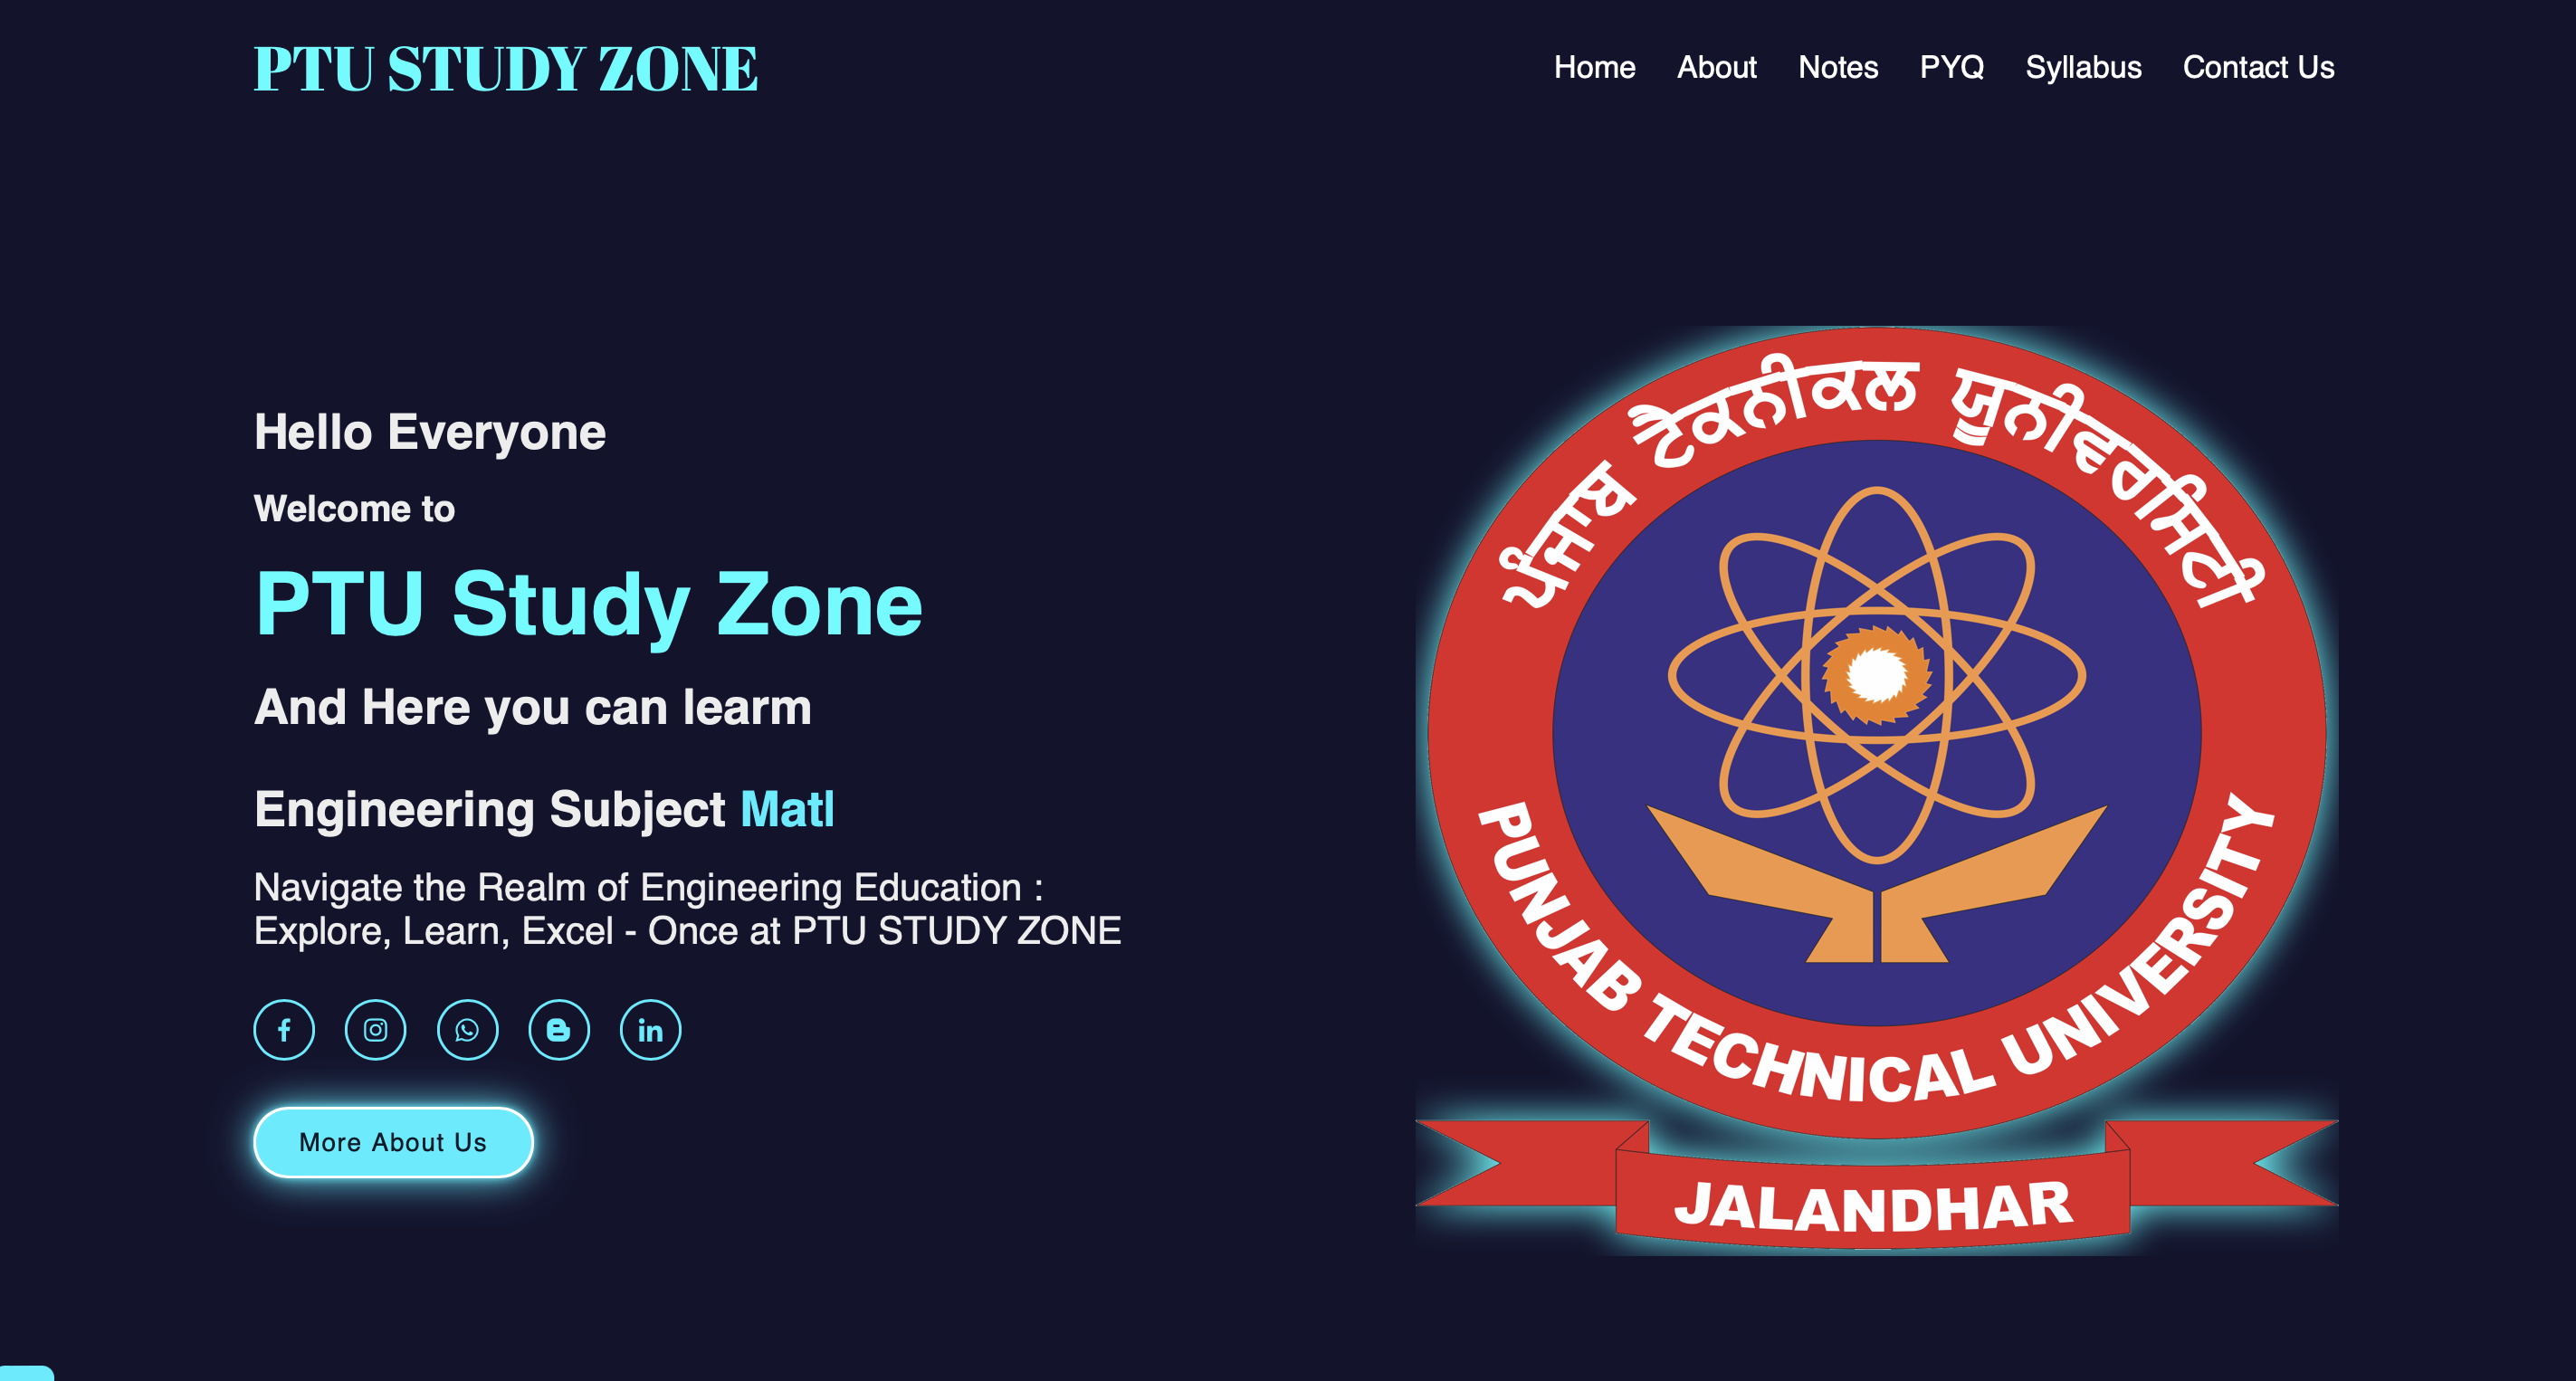 PTU STUDY ZONE
Home About Notes PYQ Syllabus Contact Us
Hello Everyone
Welcome to
PTU Study Zone
And Here you can learm
Engineering Subject Matl
Navigate the Realm of Engineering Education :
Explore, Learn, Excel - Once at PTU STUDY ZONE
More About Us
ਪੰਜਾਬ ਟੈਕਨੀਕਲ ਯੂਨੀਵਰਸਿਟੀ
PUNJAB TECHNICAL UNIVERSITY
JALANDHAR